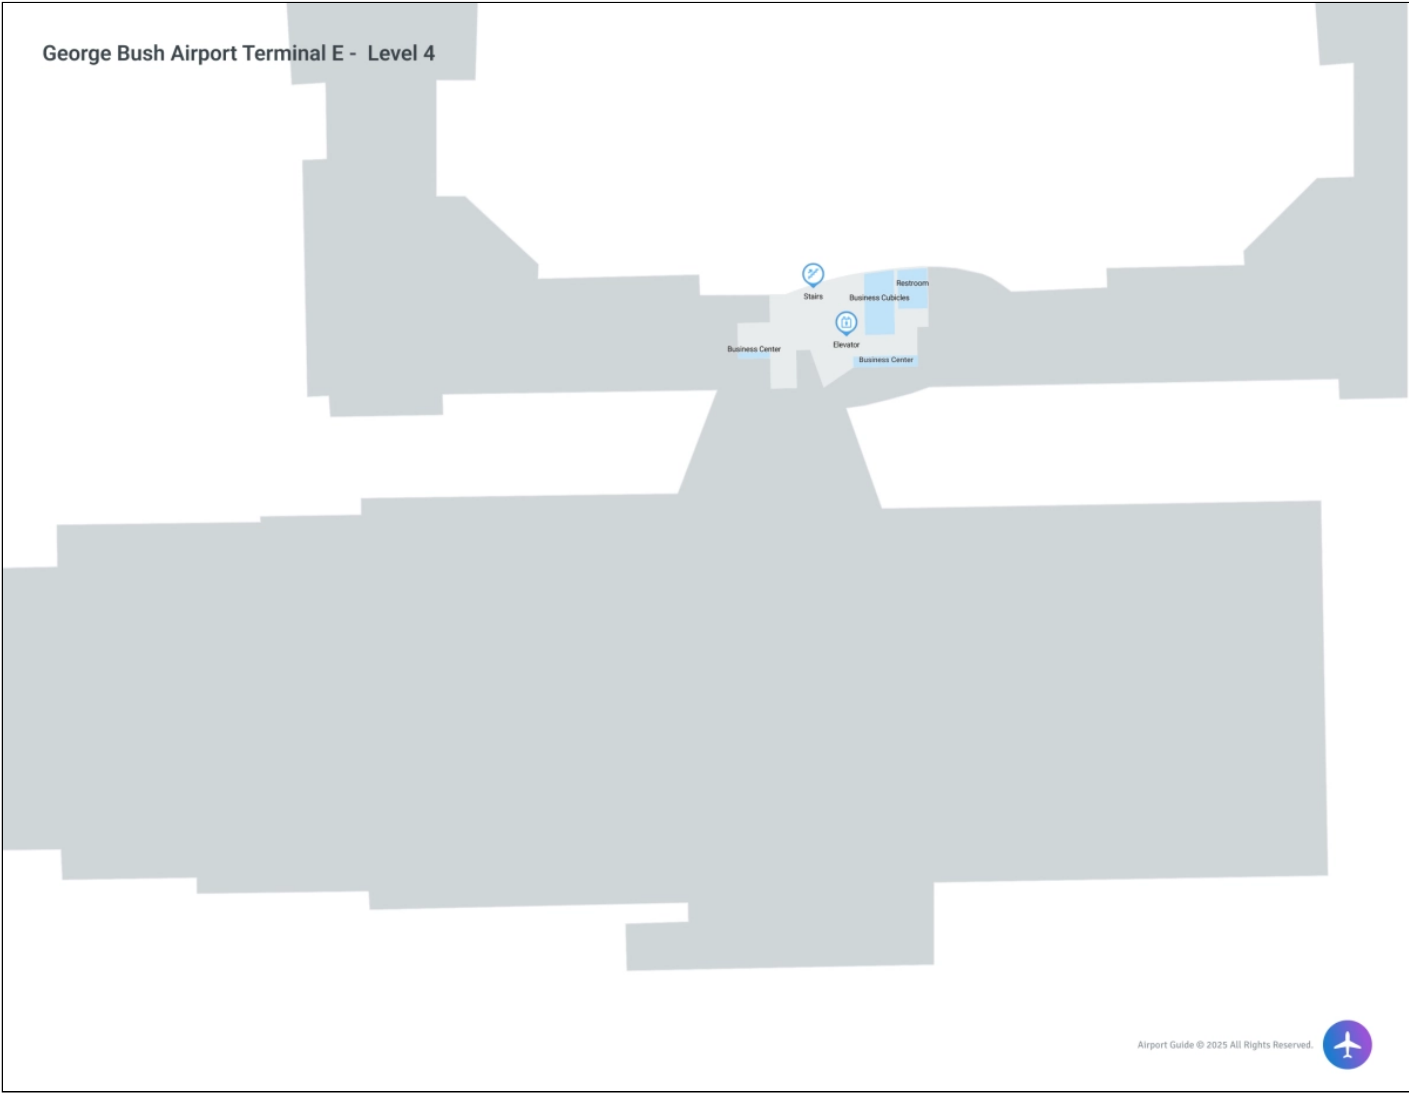 George Bush Airport Terminal E -  Level 4
Restroom
Stairs
Business Cubicles
Elevator
Business Center
Business Center
Airport Guide © 2025 All Rights Reserved.